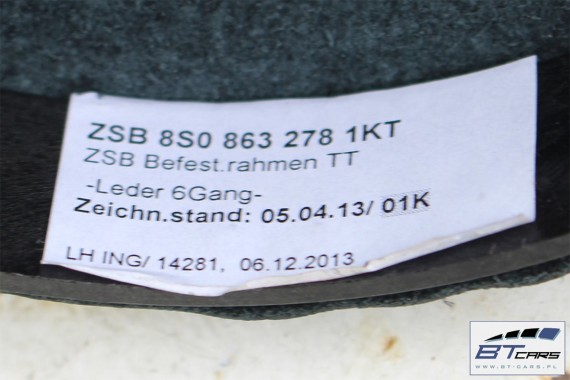 ZSB 8S0 863 278 1KT
ZSB Befest.rahmen TT
-Leder 6Gang-
Zeichn.stand: 05.04.13/ 01K
LH ING/ 14281, 06.12.2013
BT CARS
WWW.BT-CARS.PL